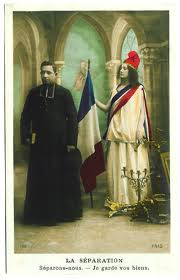 LA SÉPARATION
Séparons-nous. — Je garde vos biens.